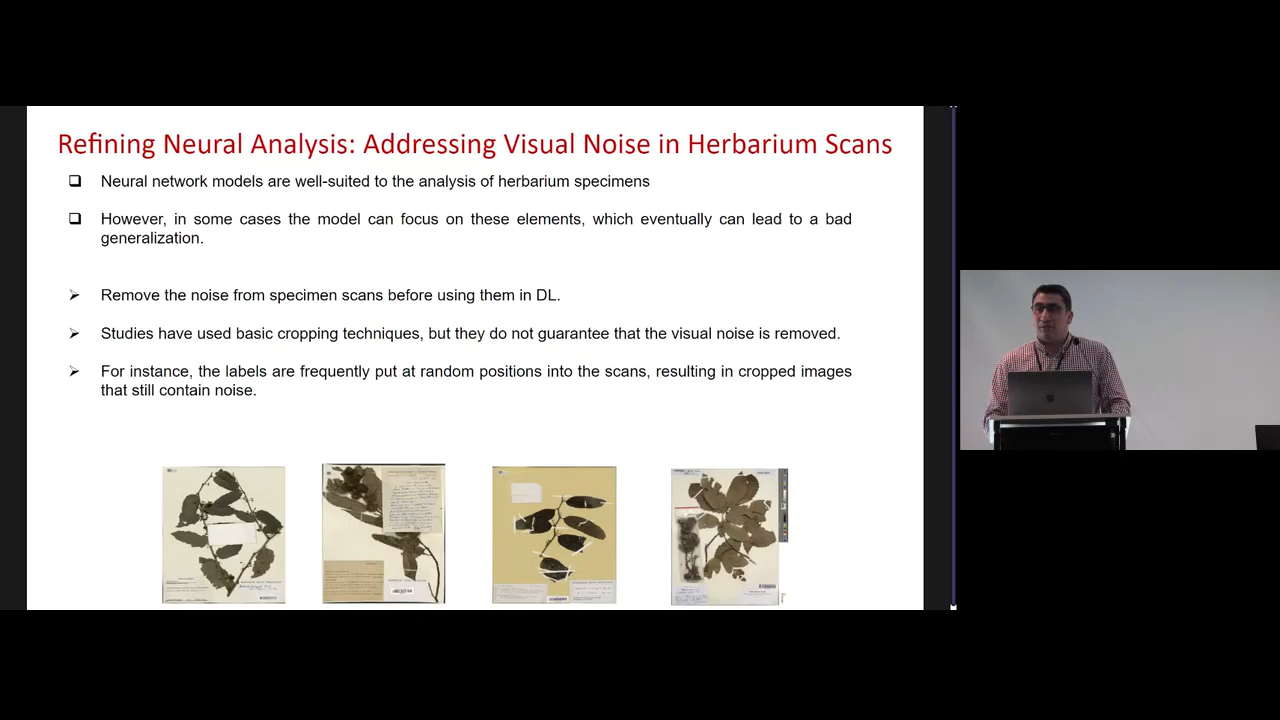 Refining Neural Analysis: Addressing Visual Noise in Herbarium Scans
Neural network models are well-suited to the analysis of herbarium specimens
However, in some cases the model can focus on these elements, which eventually can lead to a bad
generalization.
Remove the noise from specimen scans before using them in DL.
Studies have used basic cropping techniques, but they do not guarantee that the visual noise is removed.
For instance, the labels are frequently put at random positions into the scans, resulting in cropped images
that still contain noise.